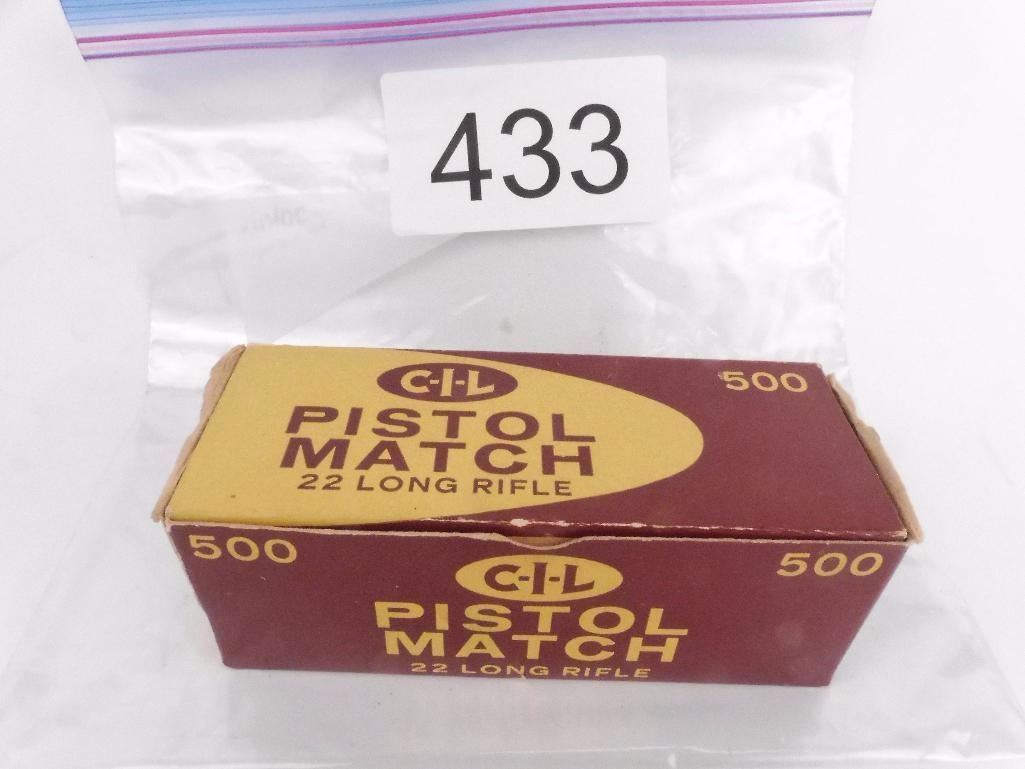 433
C-I-L
500
PISTOL
MATCH
22 LONG RIFLE
500
C-I-L
500
PISTOL
MATCH
22 LONG RIFLE